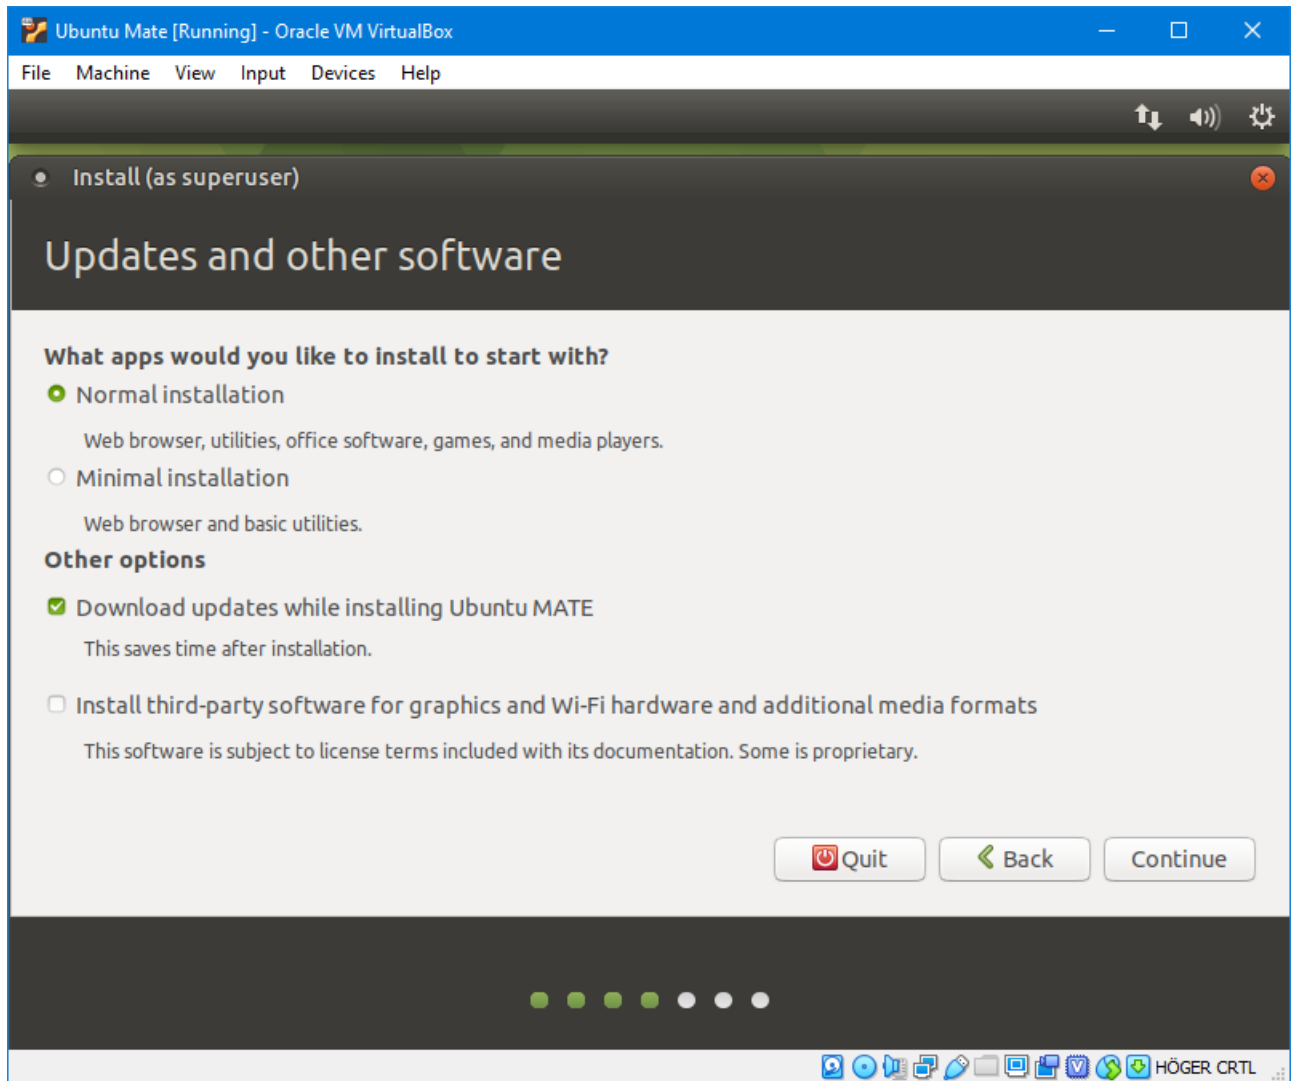 Ubuntu Mate [Running] - Oracle VM VirtualBox
File Machine View Input Devices Help
Install (as superuser)
Updates and other software
What apps would you like to install to start with?
Normal installation
Web browser, utilities, office software, games, and media players.
Minimal installation
Web browser and basic utilities.
Other options
Download updates while installing Ubuntu MATE
This saves time after installation.
Install third-party software for graphics and Wi-Fi hardware and additional media formats
This software is subject to license terms included with its documentation. Some is proprietary.
Quit Back Continue
HÖGER CRTL